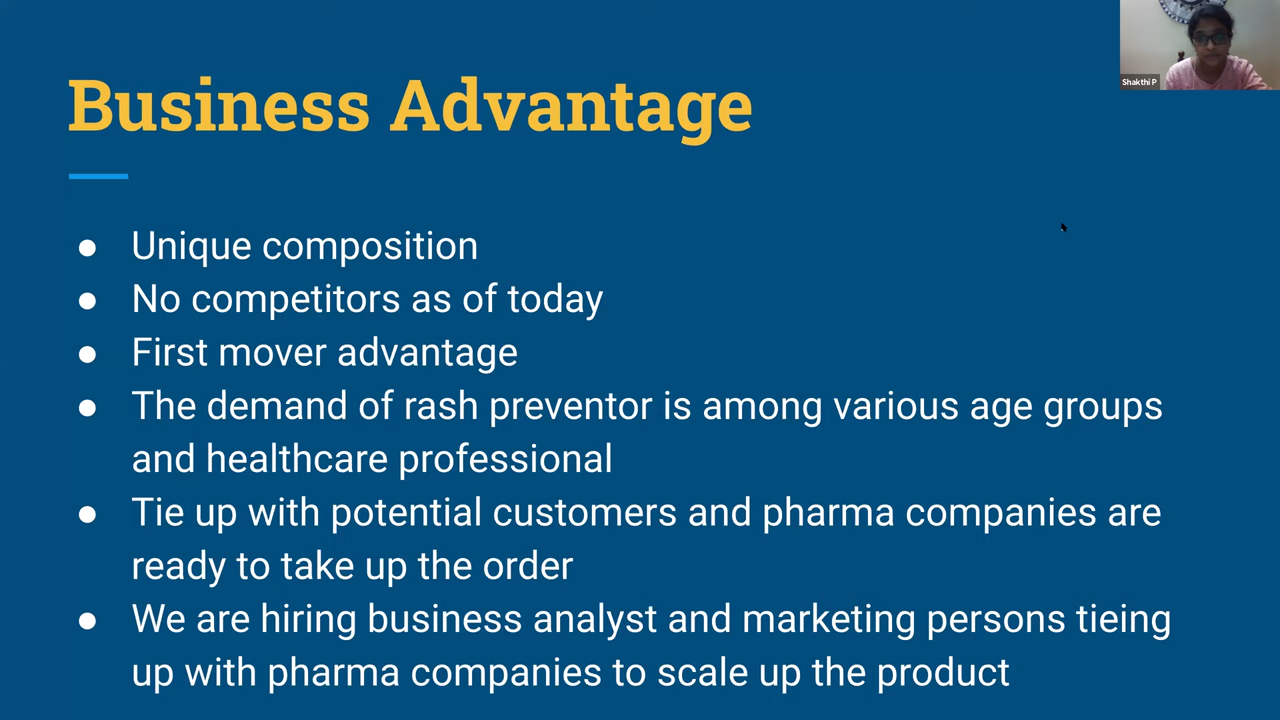 Business Advantage
Shakthi P
● Unique composition
● No competitors as of today
● First mover advantage
● The demand of rash preventor is among various age groups
and healthcare professional
● Tie up with potential customers and pharma companies are
ready to take up the order
● We are hiring business analyst and marketing persons tieing
up with pharma companies to scale up the product